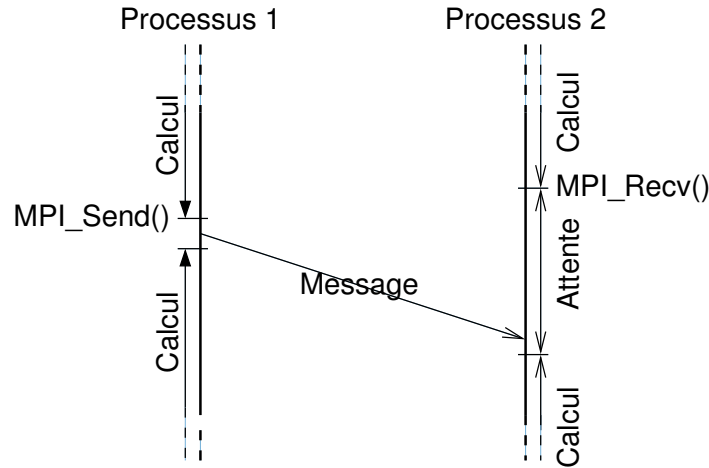 Processus 1
Processus 2
Calcul
Calcul
MPI_Recv()
MPI_Send()
Attente
Message
Calcul
Calcul